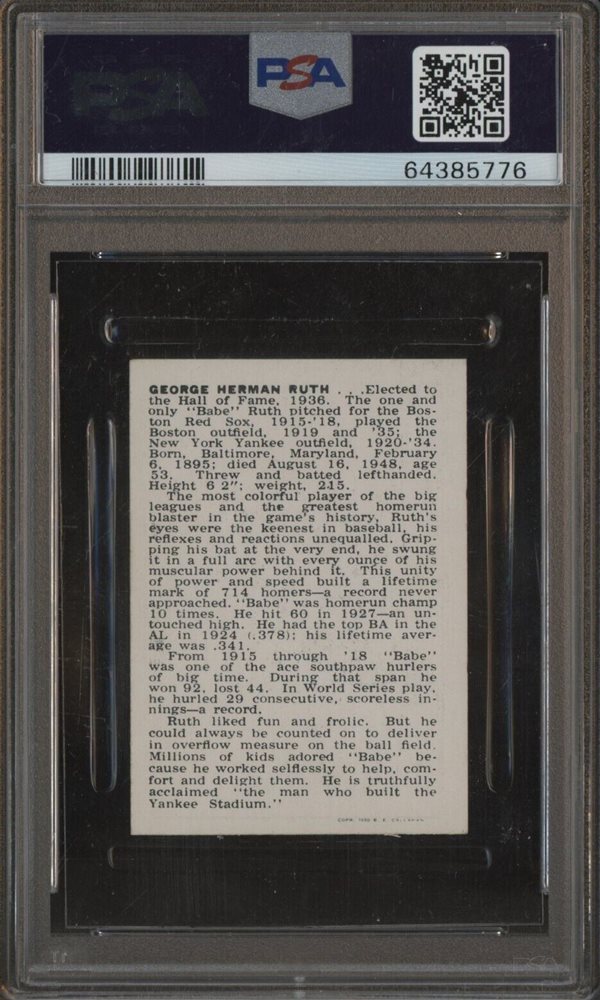 PSA
PSA
64385776
GEORGE HERMAN RUTH . . .Elected to
the Hall of Fame, 1936. The one and
only "Babe" Ruth pitched for the Bos-
ton Red Sox, 1915-'18, played the
Boston outfield, 1919 and '35; the
New York Yankee outfield, 1920-'34.
Born, Baltimore, Maryland, February
6, 1895; died August 16, 1948, age
53. Threw and batted lefthanded.
Height 6 2"; weight, 215.
The most colorful player of the big
leagues and the greatest homerun
blaster in the game's history, Ruth's
eyes were the keenest in baseball, his
reflexes and reactions unequalled. Grip-
ping his bat at the very end, he swung
it in a full arc with every ounce of his
muscular power behind it. This unity
of power and speed built a lifetime
mark of 714 homers—a record never
approached. "Babe" was homerun champ
10 times. He hit 60 in 1927—an un-
touched high. He had the top BA in the
AL in 1924 (.378); his lifetime aver-
age was .341.
From 1915 through '18 "Babe"
was one of the ace southpaw hurlers
of big time. During that span he
won 92, lost 44. In World Series play,
he hurled 29 consecutive, scoreless in-
nings—a record.
Ruth liked fun and frolic. But he
could always be counted on to deliver
in overflow measure on the ball field.
Millions of kids adored "Babe" be-
cause he worked selflessly to help, com-
fort and delight them. He is truthfully
acclaimed "the man who built the
Yankee Stadium."
COPR. 1950 B. E. CALLAHAN
PSA